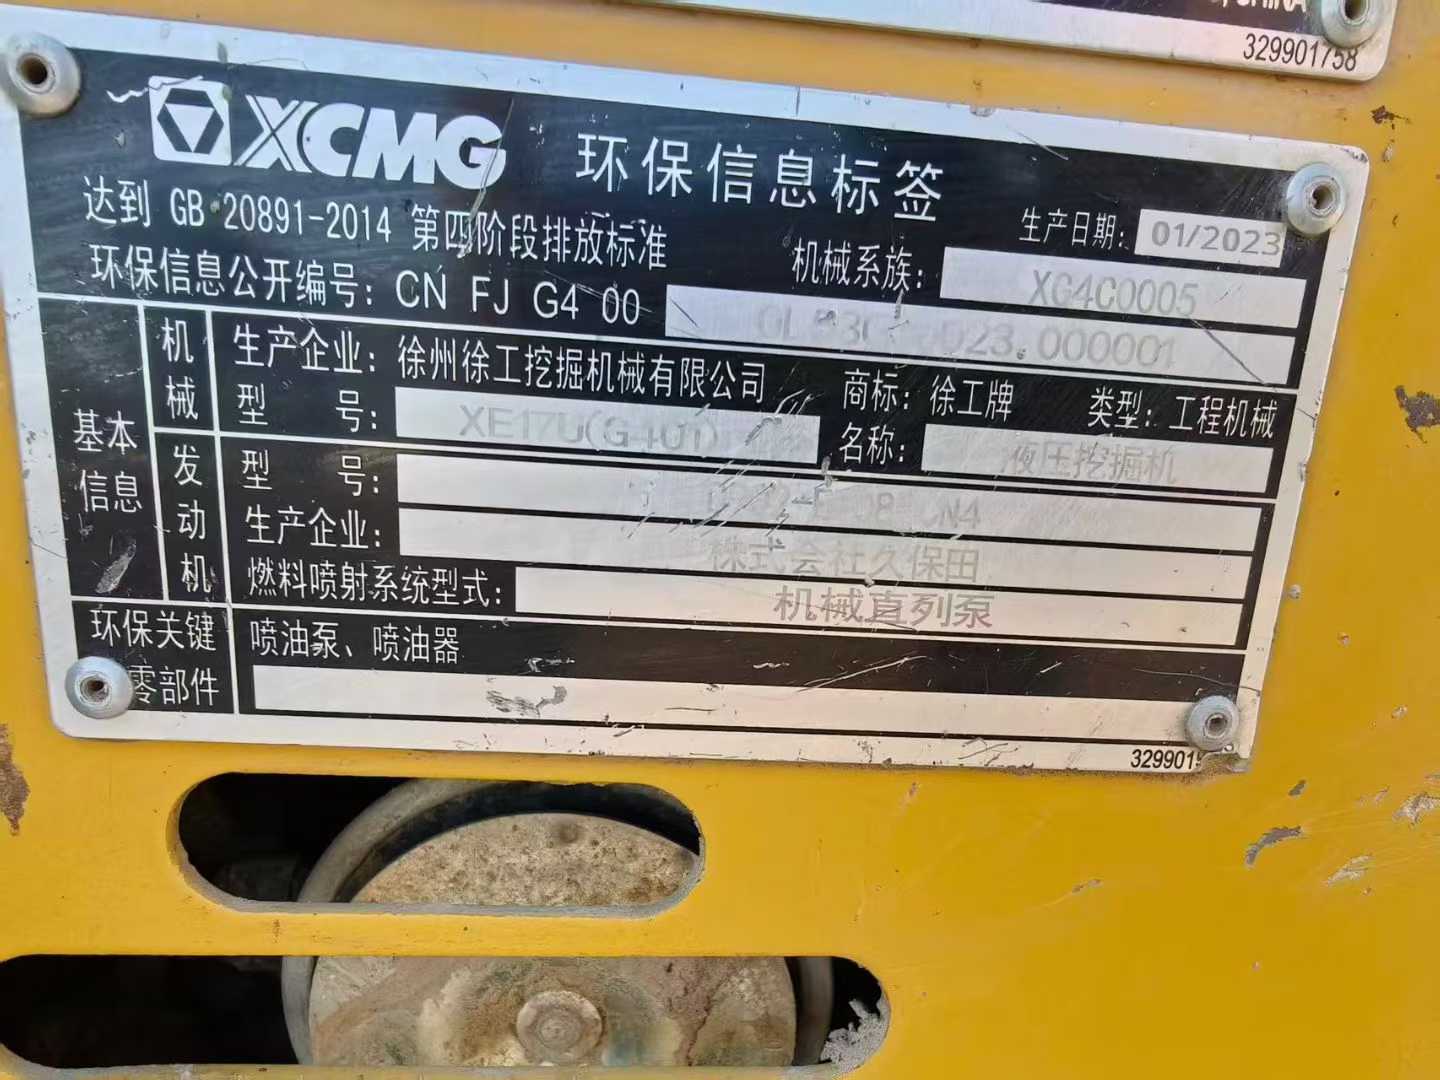 CHINA
329901758
XCMG 环保信息标签
达到 GB 20891-2014 第四阶段排放标准
生产日期: 01/2023
机械系族: XG4C0005
环保信息公开编号: CN FJ G4 00 000001
基本信息
机械
生产企业: 徐州徐工挖掘机械有限公司 商标: 徐工牌 类型: 工程机械
型号: XE17U(G4U1) 名称: 液压挖掘机
发动机
型号:
生产企业: 株式会社久保田
燃料喷射系统型式: 机械直列泵
环保关键零部件
喷油泵、喷油器